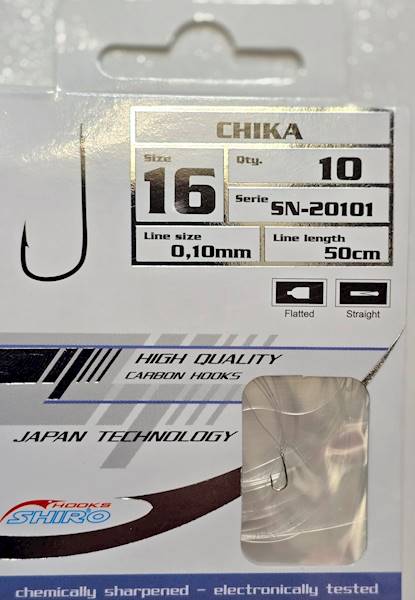 CHIKA
Size
16
Qty. 10
Serie SN-20101
Line size
0,10mm
Line length
50cm
Flatted
Straight
HIGH QUALITY
CARBON HOOKS
JAPAN TECHNOLOGY
HOOKS
SHIRO
chemically sharpened - electronically tested